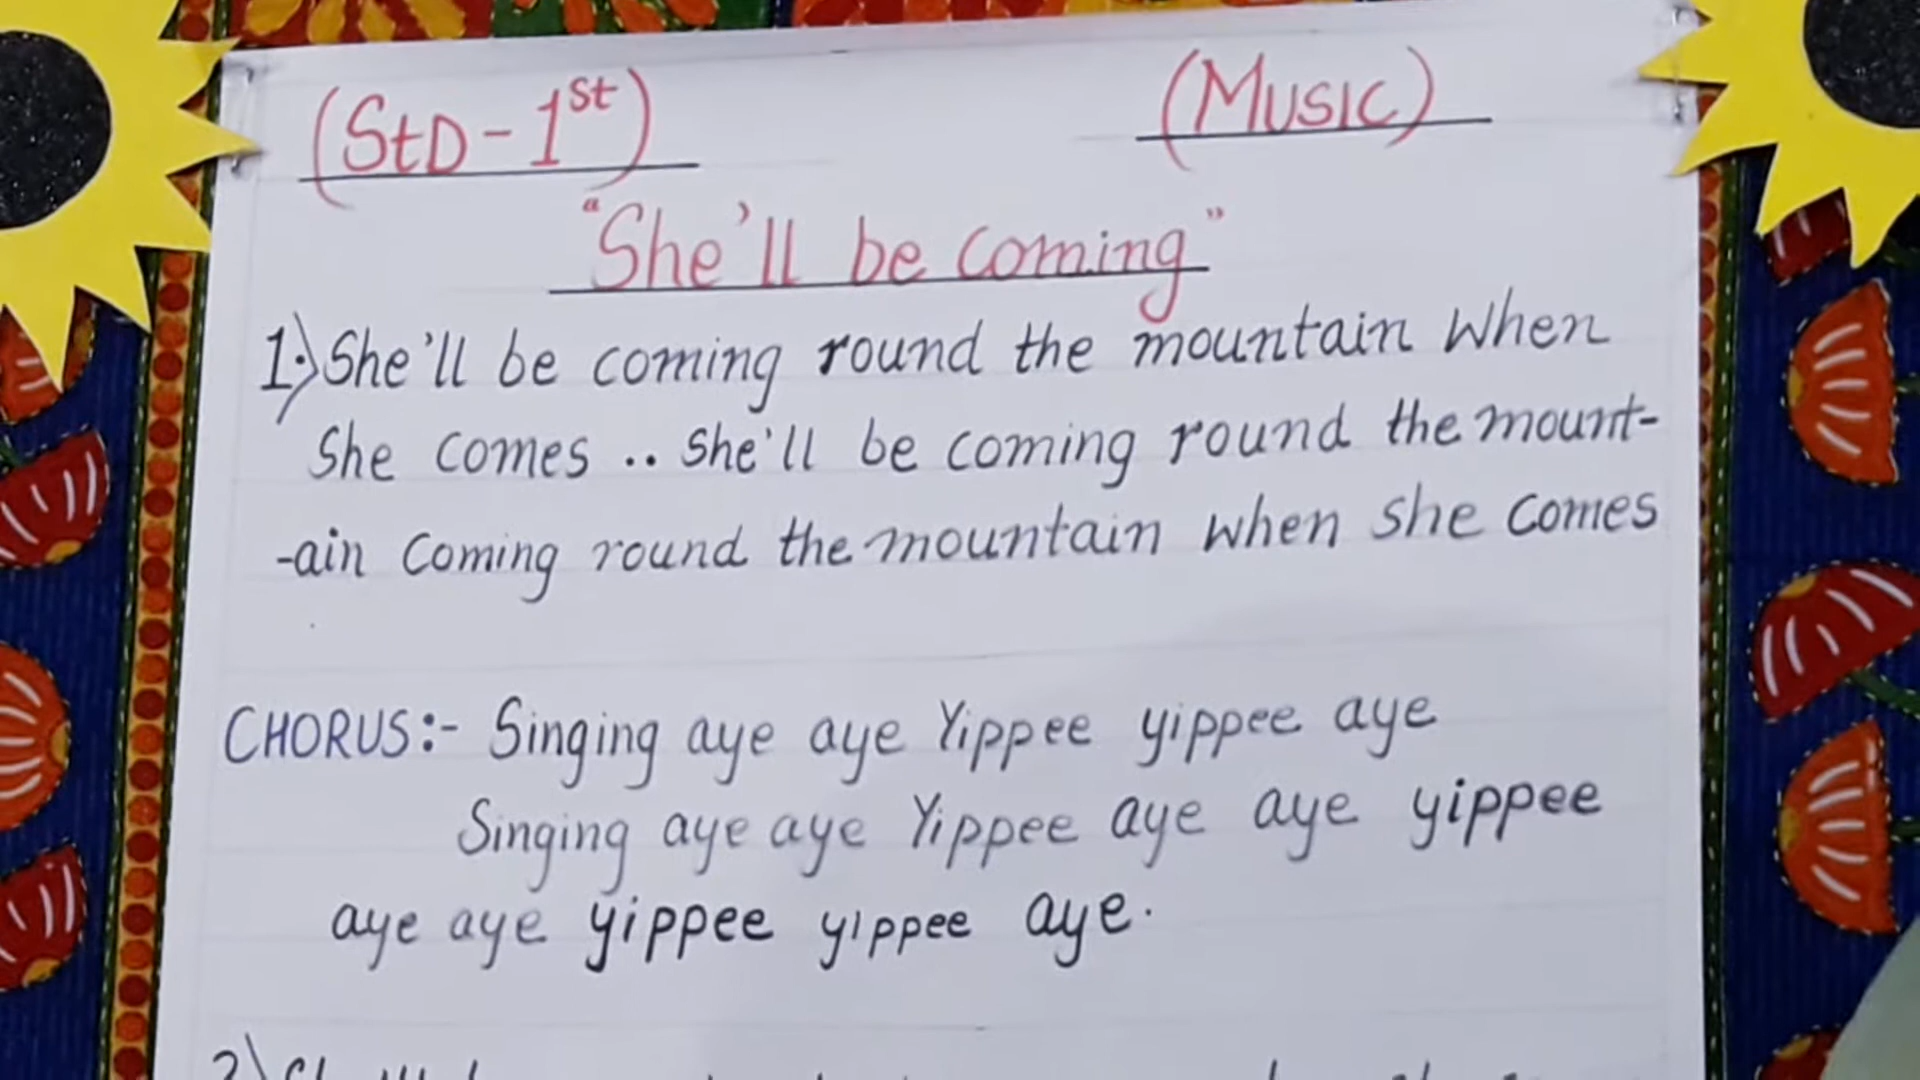 (StD-1st) (MUSIC)
"She'll be coming"
1.) She'll be coming round the mountain when
She comes .. She'll be coming round the mount-
-ain Coming round the mountain when She comes
CHORUS:- Singing aye aye Yippee yippee aye
Singing aye aye Yippee aye aye yippee
aye aye yippee yippee aye.
2)